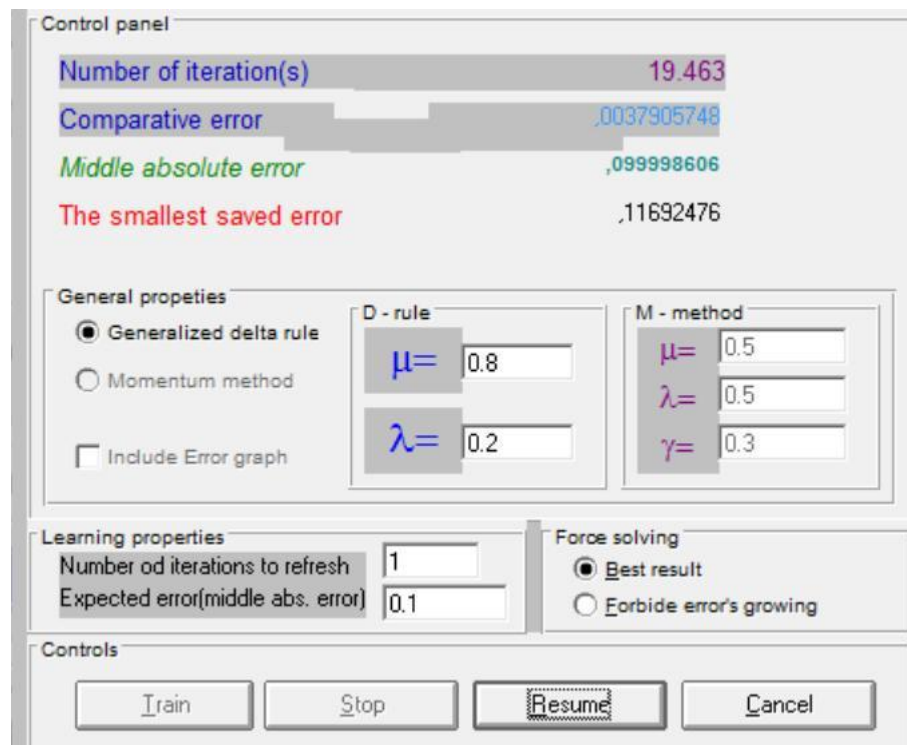 Control panel
Number of iteration(s) 19.463
Comparative error ,0037905748
Middle absolute error ,099998606
The smallest saved error ,11692476
General propeties
Generalized delta rule
Momentum method
Include Error graph
D - rule
μ= 0.8
λ= 0.2
M - method
μ= 0.5
λ= 0.5
γ= 0.3
Learning properties
Number od iterations to refresh 1
Expected error(middle abs. error) 0.1
Force solving
Best result
Forbide error's growing
Controls
Train Stop Resume Cancel